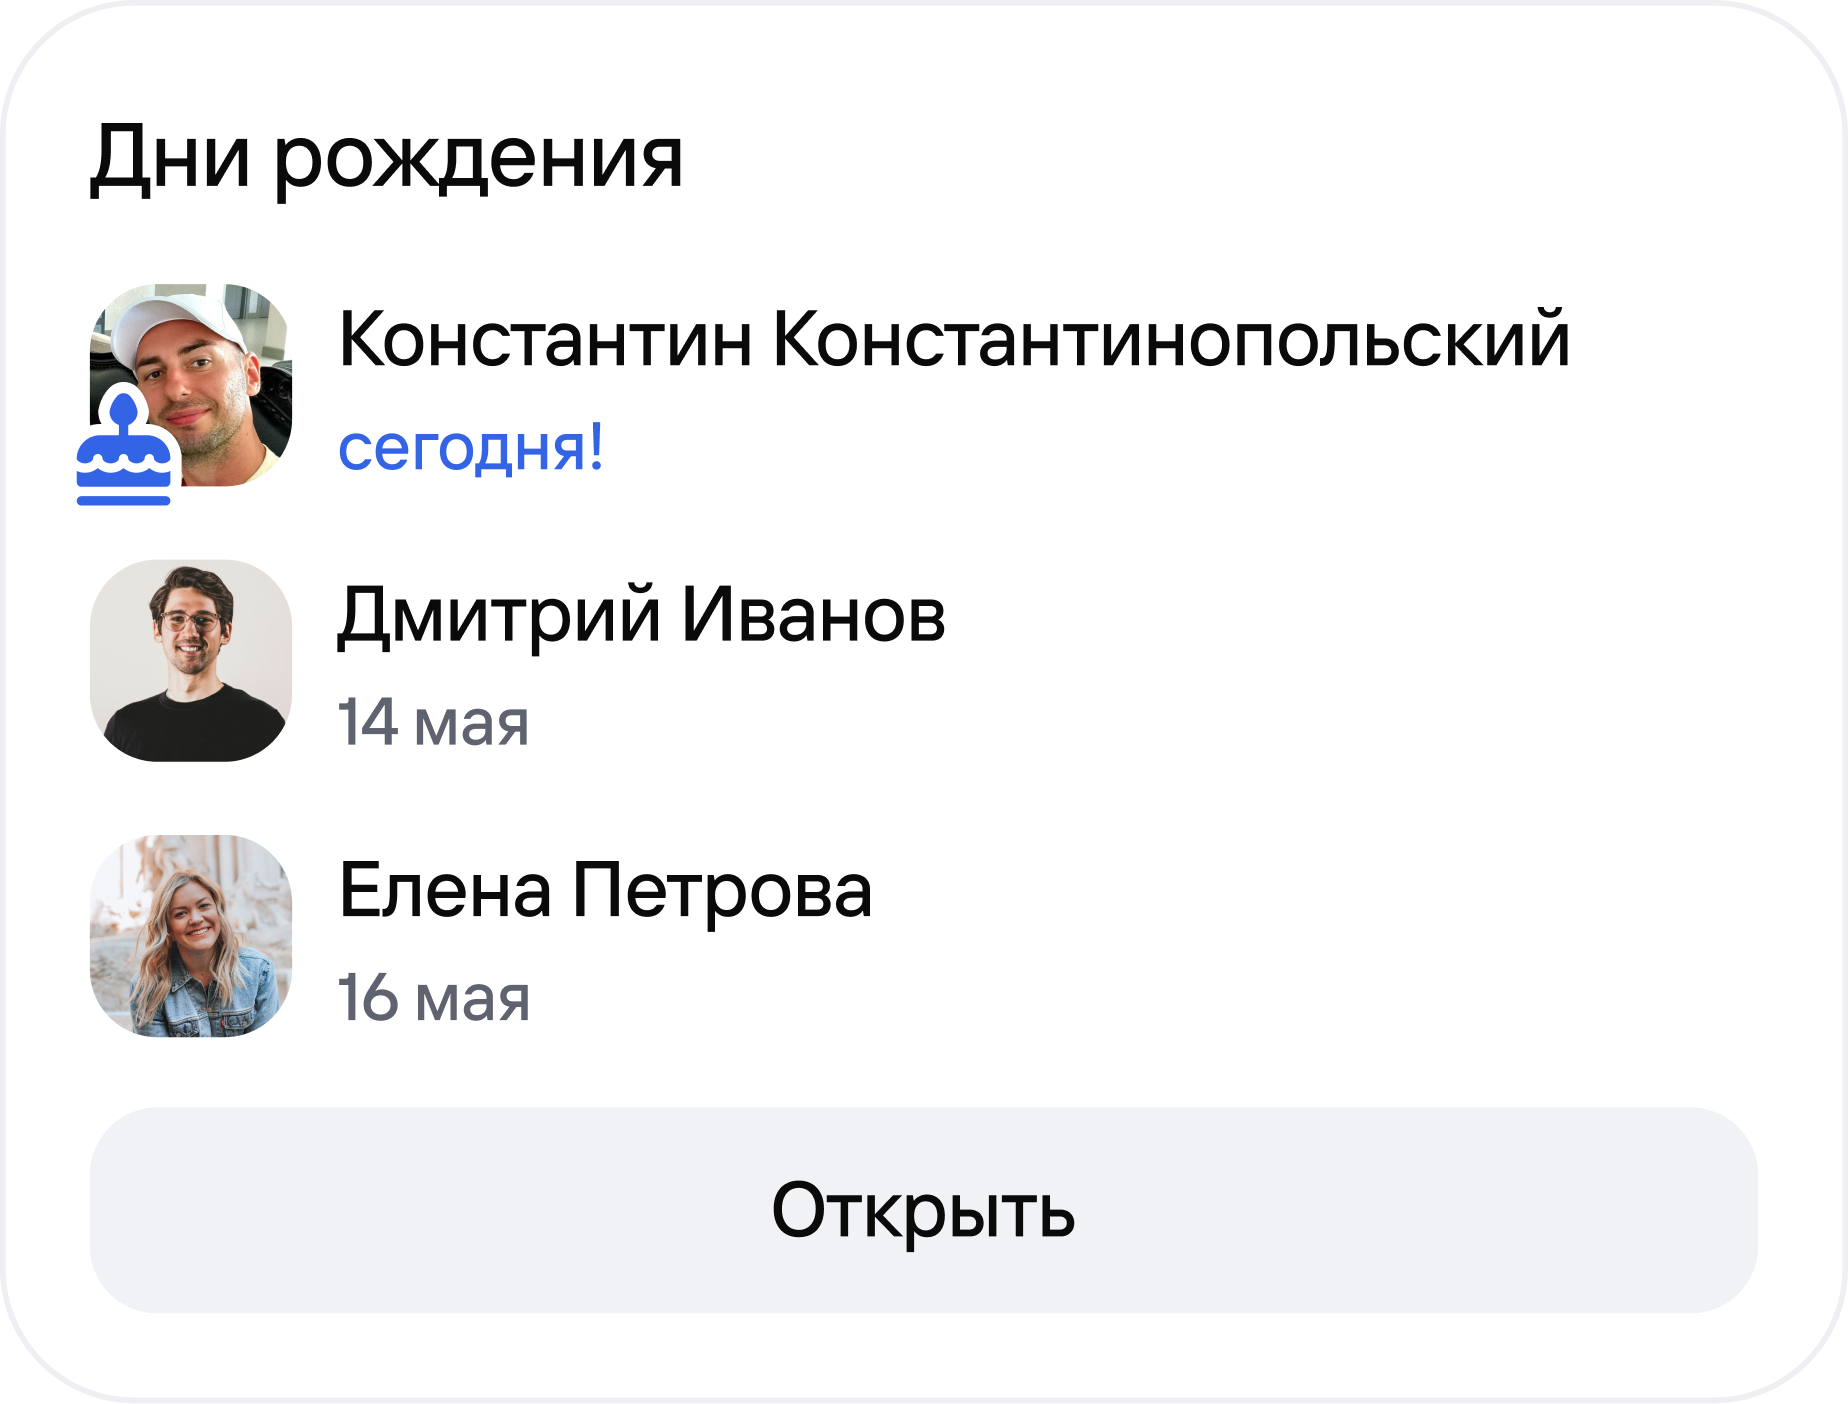 Дни рождения
Константин Константинопольский
сегодня!
Дмитрий Иванов
14 мая
Елена Петрова
16 мая
Открыть